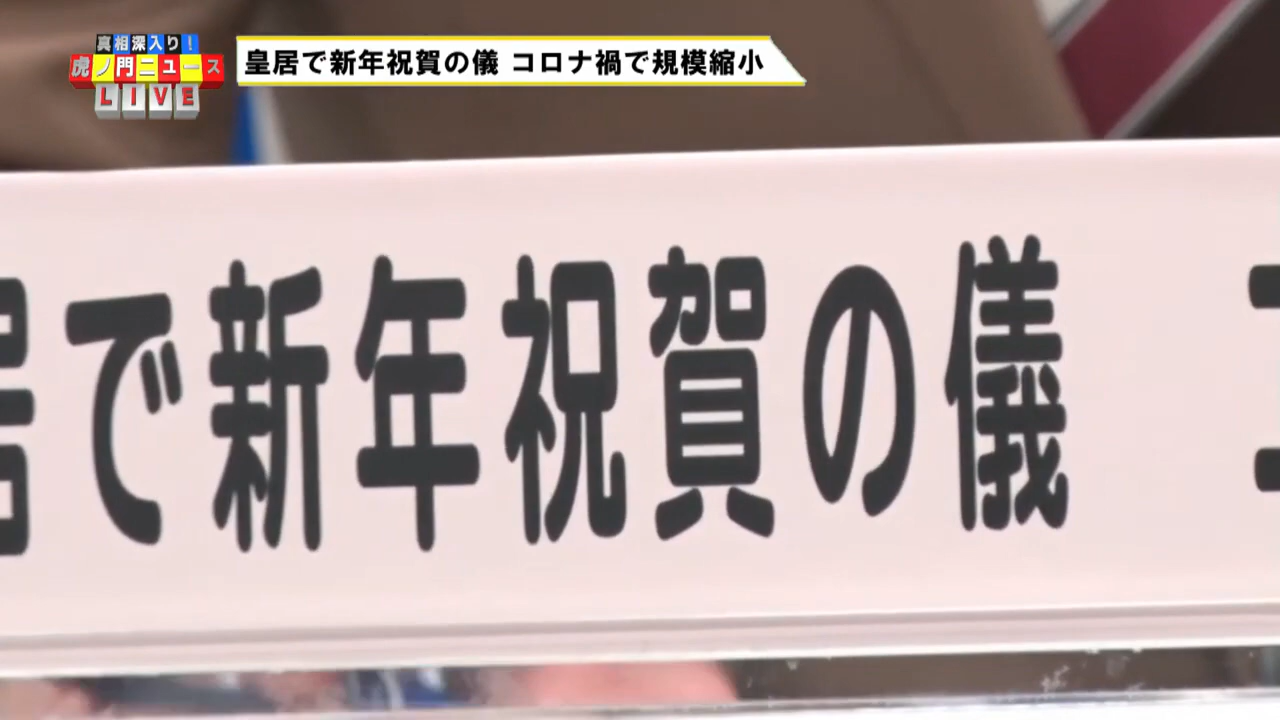 真相深入り!
虎ノ門ニュース
LIVE
皇居で新年祝賀の儀 コロナ禍で規模縮小
居で新年祝賀の儀 コ